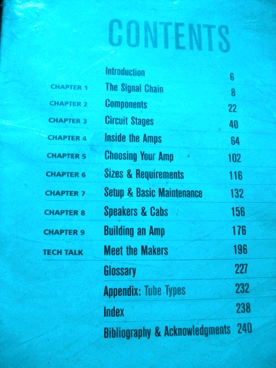 CONTENTS
Introduction 6
CHAPTER 1 The Signal Chain 8
CHAPTER 2 Components 22
CHAPTER 3 Circuit Stages 40
CHAPTER 4 Inside the Amps 64
CHAPTER 5 Choosing Your Amp 102
CHAPTER 6 Sizes & Requirements 116
CHAPTER 7 Setup & Basic Maintenance 132
CHAPTER 8 Speakers & Cabs 156
CHAPTER 9 Building an Amp 176
TECH TALK Meet the Makers 196
Glossary 227
Appendix: Tube Types 232
Index 238
Bibliography & Acknowledgments 240